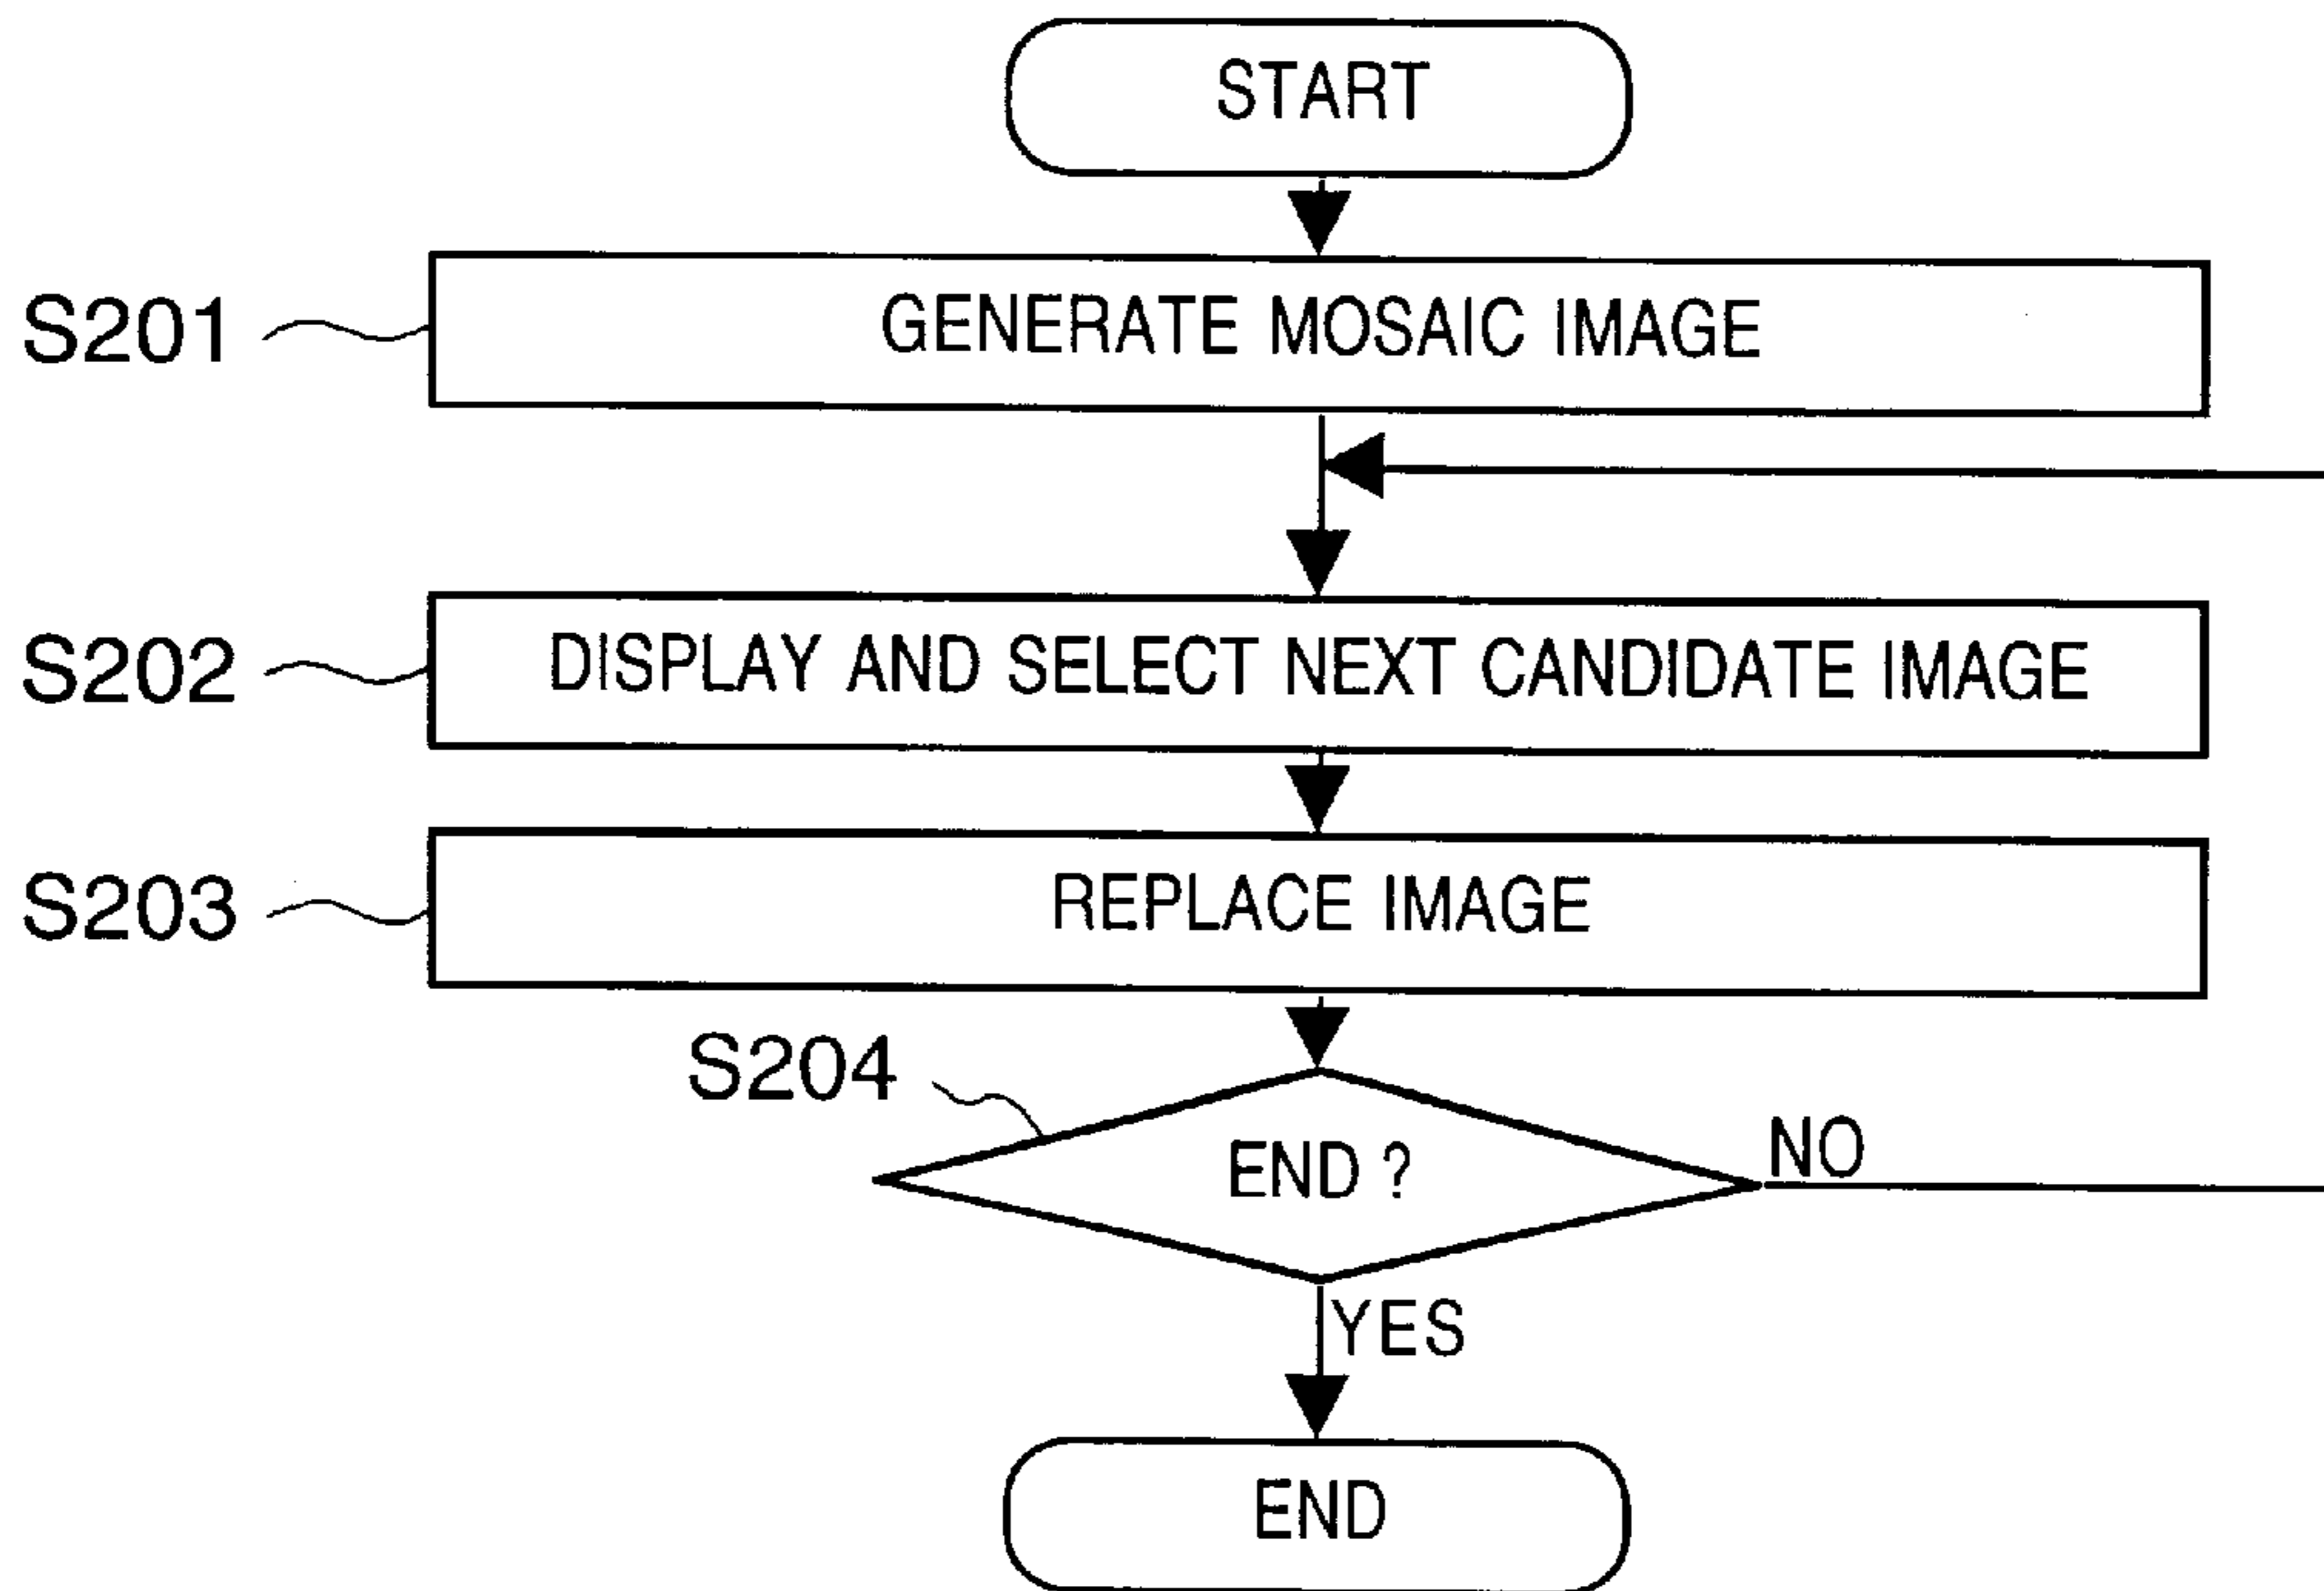 START
S201
GENERATE MOSAIC IMAGE
S202
DISPLAY AND SELECT NEXT CANDIDATE IMAGE
S203
REPLACE IMAGE
S204
END ?
NO
YES
END